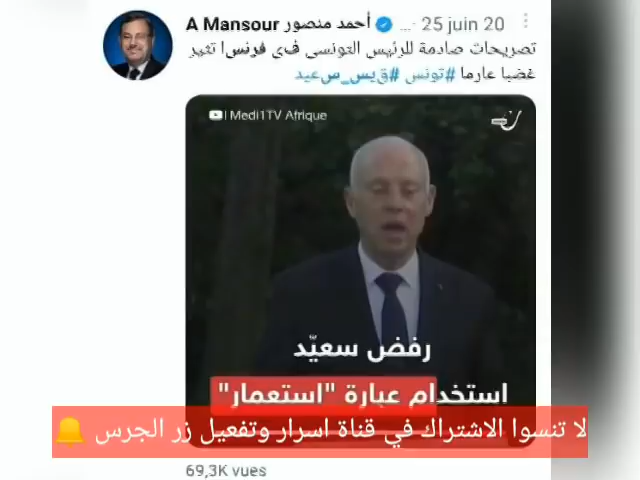 A Mansour أحمد منصور ... · 25 juin 20
تصريحات صادمة للرئيس التونسي في فرنسا تثير
غضبا عارما #تونس #قيس_سعيد
Medi1TV Afrique
رفض سعيّد
استخدام عبارة "استعمار"
لا تنسوا الاشتراك في قناة اسرار وتفعيل زر الجرس 🔔
69,3K vues